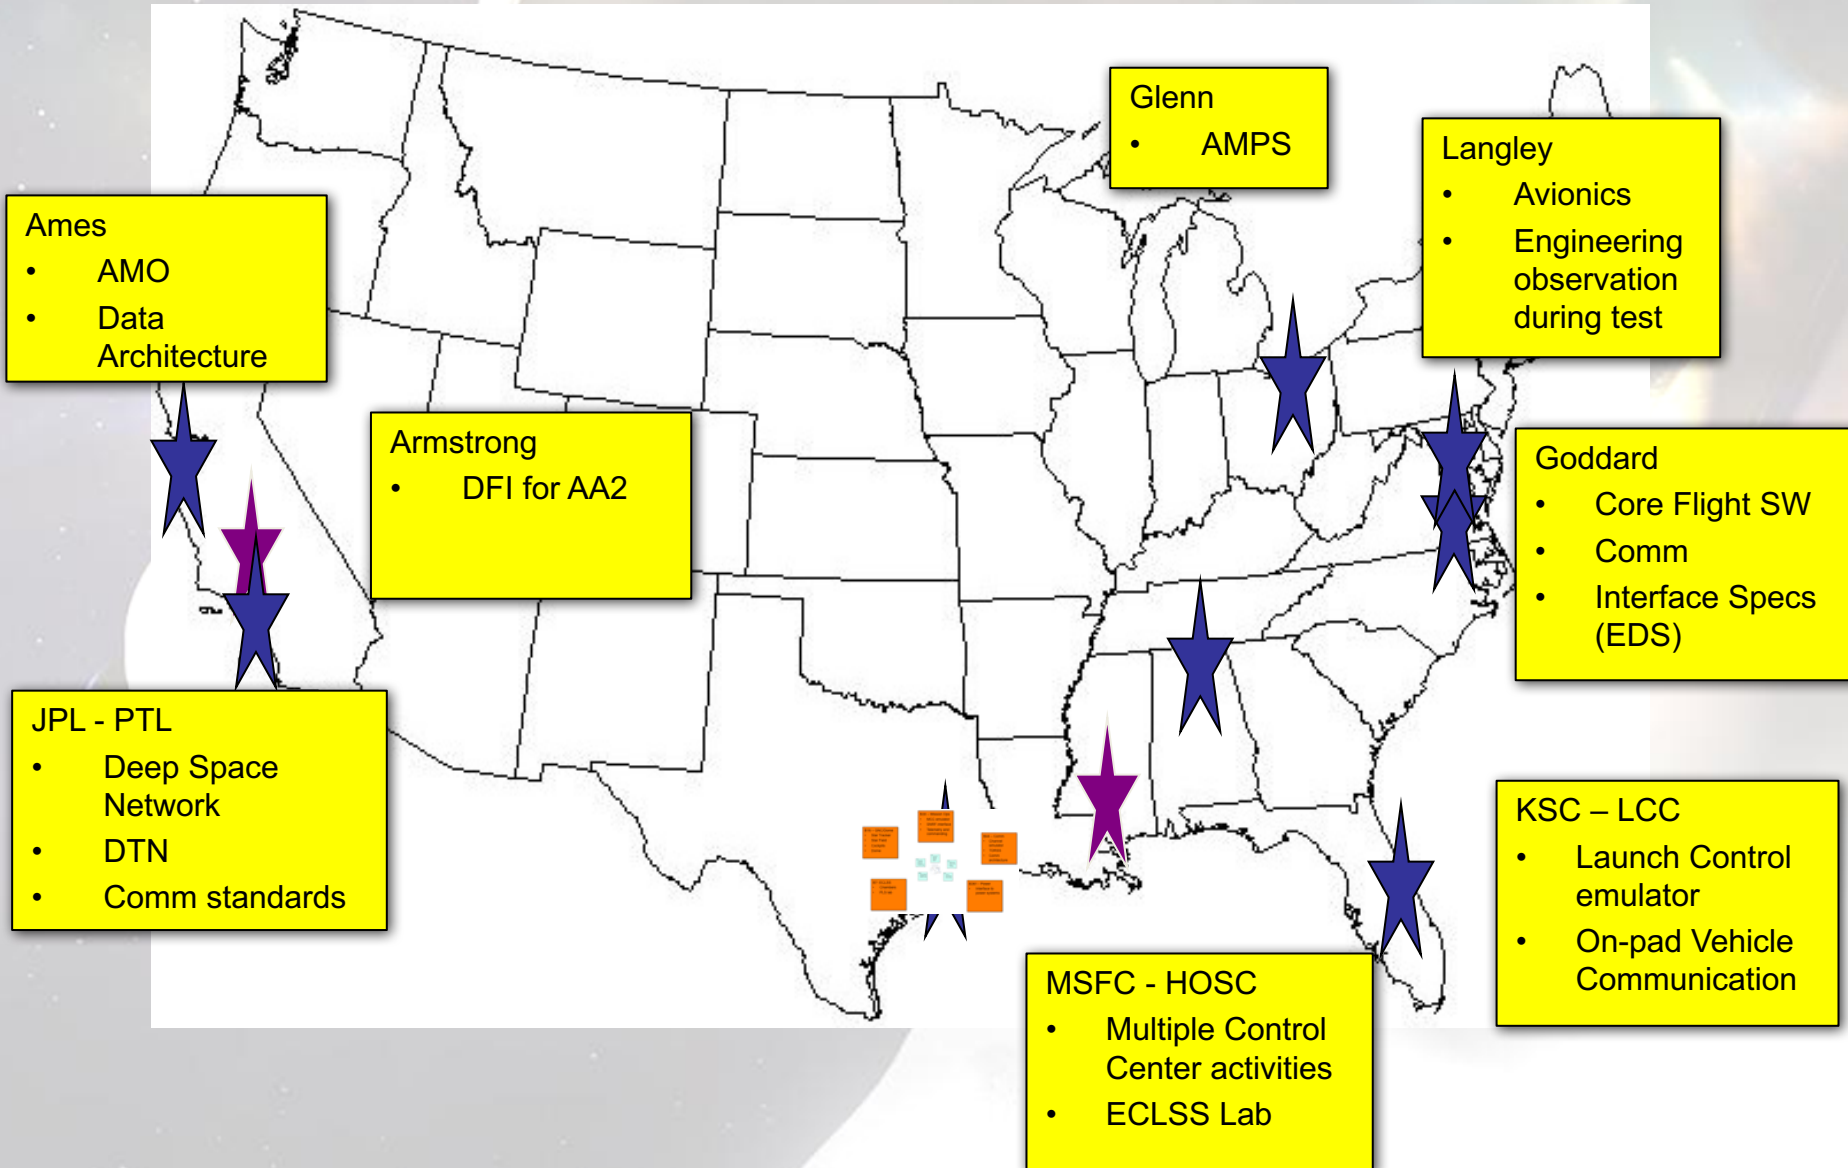 Glenn
• AMPS
Langley
• Avionics
• Engineering
observation
during test
Ames
• AMO
• Data
Architecture
Armstrong
• DFI for AA2
Goddard
• Core Flight SW
• Comm
• Interface Specs
(EDS)
JPL - PTL
• Deep Space
Network
• DTN
• Comm standards
KSC – LCC
• Launch Control
emulator
• On-pad Vehicle
Communication
MSFC - HOSC
• Multiple Control
Center activities
• ECLSS Lab